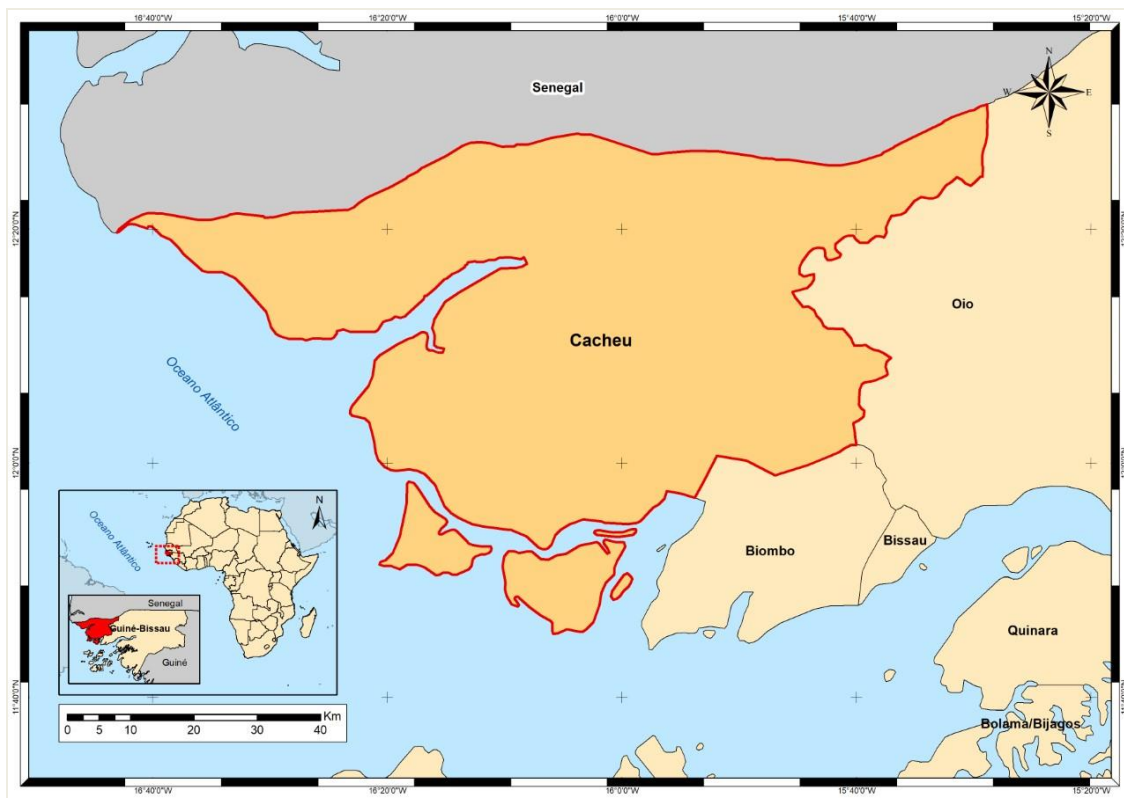 16°40'0"W 16°20'0"W 16°0'0"W 15°40'0"W 15°20'0"W
N
W E
S
Senegal
12°20'0"N
Oio
Cacheu
Oceano Atlântico
12°0'0"N
Biombo
Bissau
Quinara
Bolama/Bijagos
11°40'0"N
N
Oceano Atlântico
Senegal
Guiné-Bissau
Guiné
Km
0 5 10 20 30 40
16°40'0"W 16°20'0"W 16°0'0"W 15°40'0"W 15°20'0"W